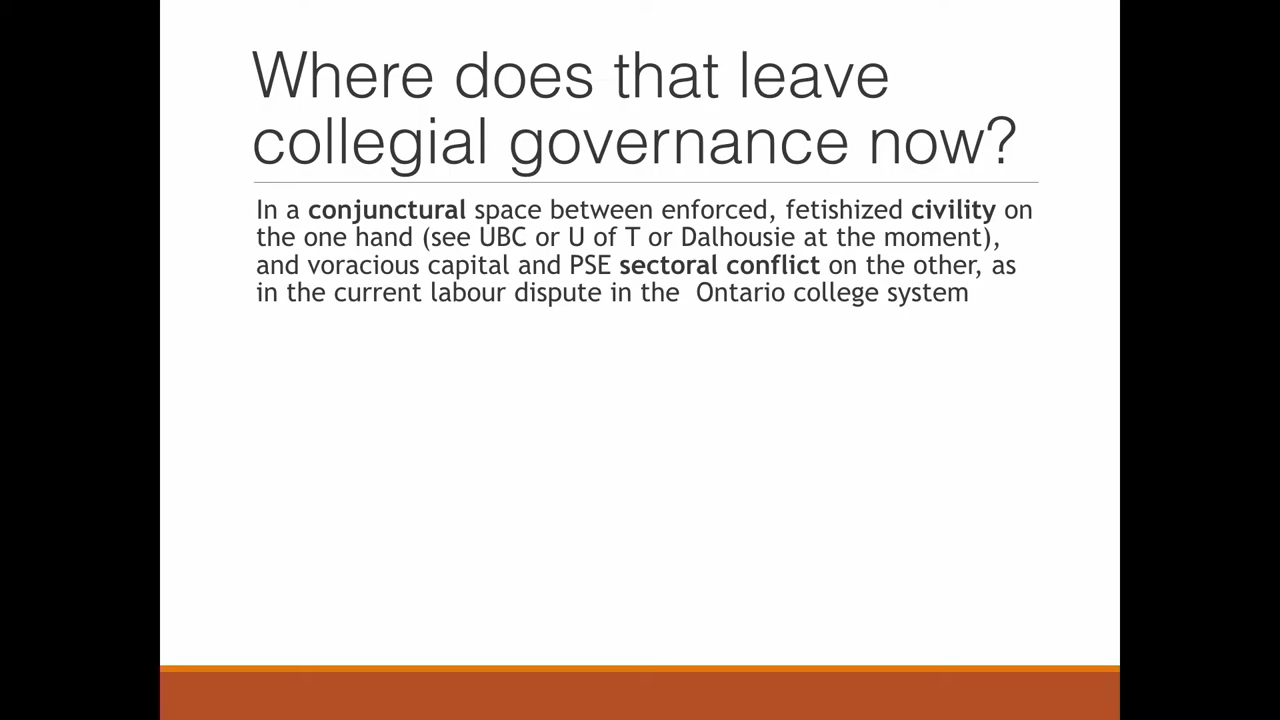 Where does that leave
collegial governance now?
In a conjunctural space between enforced, fetishized civility on
the one hand (see UBC or U of T or Dalhousie at the moment),
and voracious capital and PSE sectoral conflict on the other, as
in the current labour dispute in the  Ontario college system